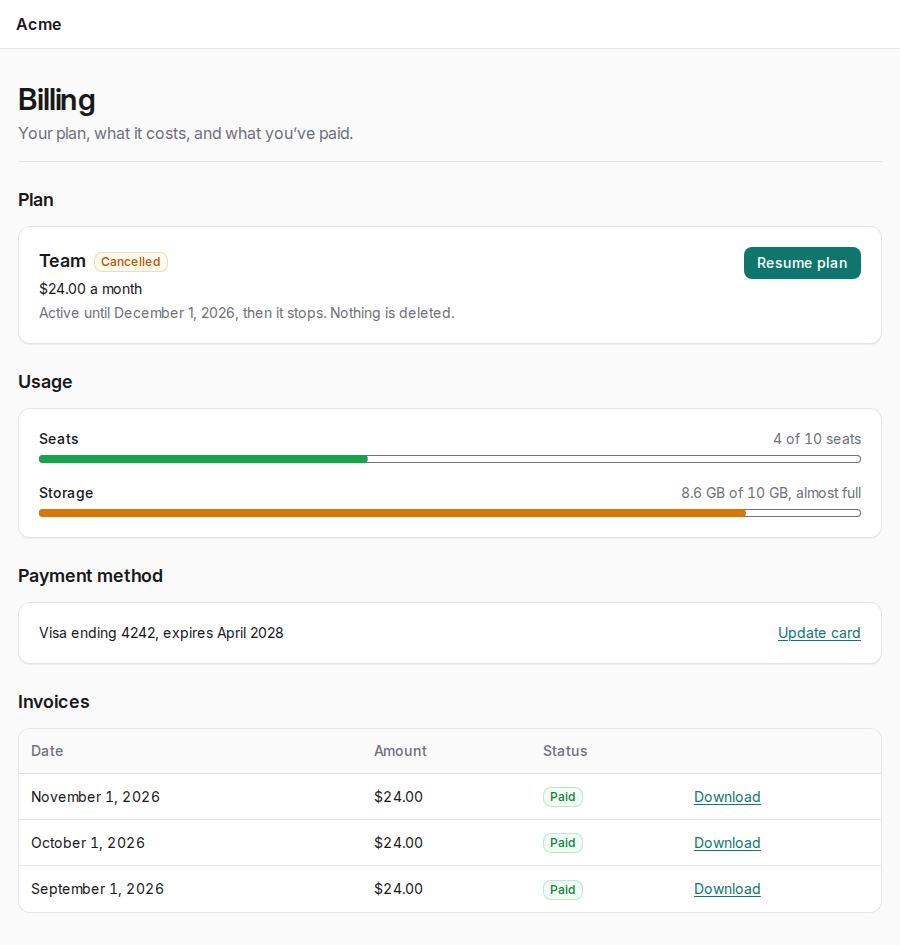 Acme
Billing
Your plan, what it costs, and what you’ve paid.
Plan
Team Cancelled
Resume plan
$24.00 a month
Active until December 1, 2026, then it stops. Nothing is deleted.
Usage
Seats 4 of 10 seats
Storage 8.6 GB of 10 GB, almost full
Payment method
Visa ending 4242, expires April 2028 Update card
Invoices
Date Amount Status
November 1, 2026 $24.00 Paid Download
October 1, 2026 $24.00 Paid Download
September 1, 2026 $24.00 Paid Download